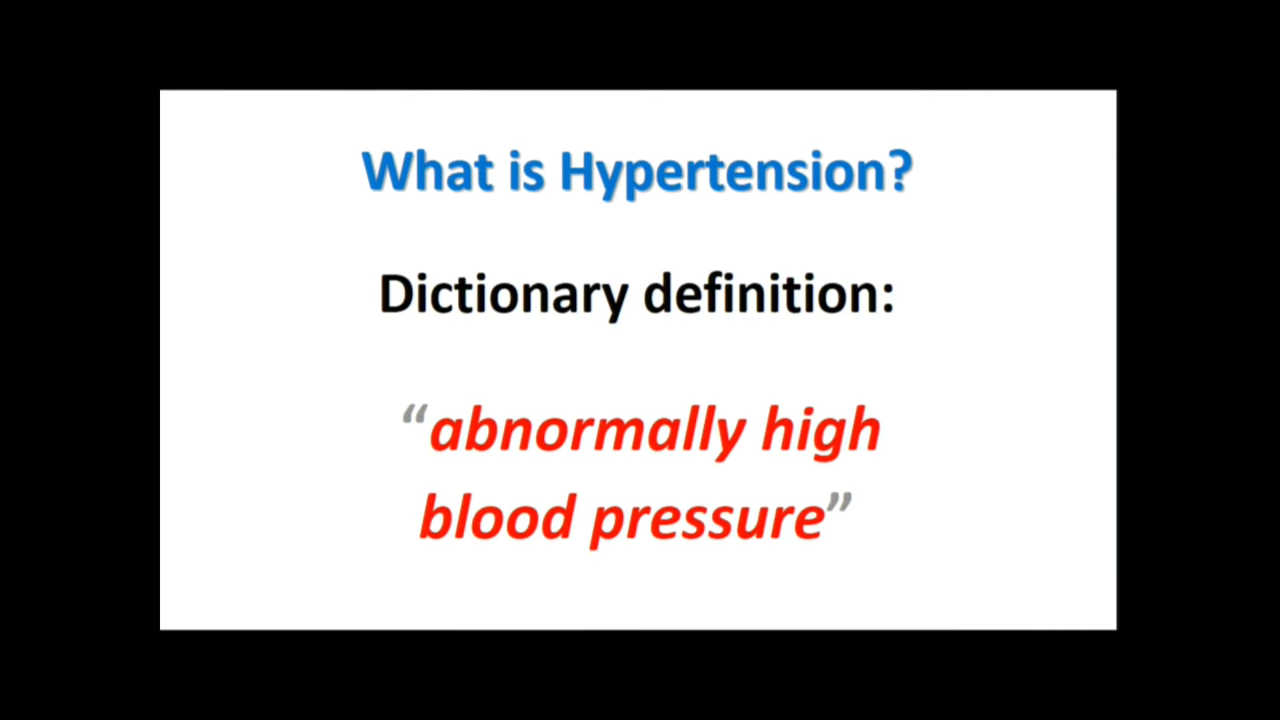 What is Hypertension?
Dictionary definition:
“abnormally high
blood pressure”